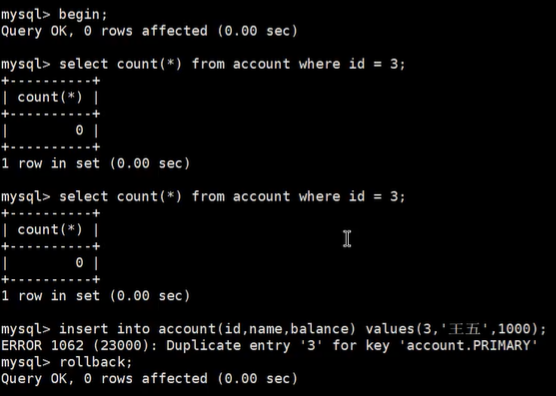 mysql> begin;
Query OK, 0 rows affected (0.00 sec)
mysql> select count(*) from account where id = 3;
+----------+
| count(*) |
+----------+
|        0 |
+----------+
1 row in set (0.00 sec)
mysql> select count(*) from account where id = 3;
+----------+
| count(*) |
+----------+
|        0 |
+----------+
1 row in set (0.00 sec)
mysql> insert into account(id,name,balance) values(3,'王五',1000);
ERROR 1062 (23000): Duplicate entry '3' for key 'account.PRIMARY'
mysql> rollback;
Query OK, 0 rows affected (0.00 sec)